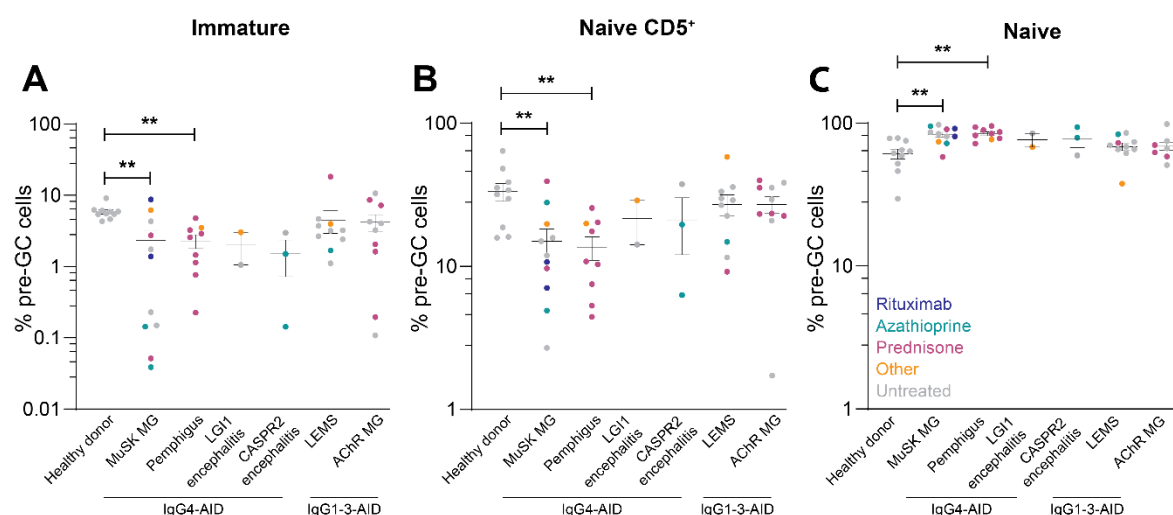 Immature
Naive CD5⁺
Naive
A
B
C
**
**
**
**
**
**
% pre-GC cells
100
10
1
0.1
0.01
% pre-GC cells
100
10
1
% pre-GC cells
100
10
1
Rituximab
Azathioprine
Prednisone
Other
Untreated
Healthy donor
MuSK MG
Pemphigus
LGI1
encephalitis
CASPR2
encephalitis
LEMS
AChR MG
Healthy donor
MuSK MG
Pemphigus
LGI1
encephalitis
CASPR2
encephalitis
LEMS
AChR MG
Healthy donor
MuSK MG
Pemphigus
LGI1
encephalitis
CASPR2
encephalitis
LEMS
AChR MG
IgG4-AID
IgG1-3-AID
IgG4-AID
IgG1-3-AID
IgG4-AID
IgG1-3-AID